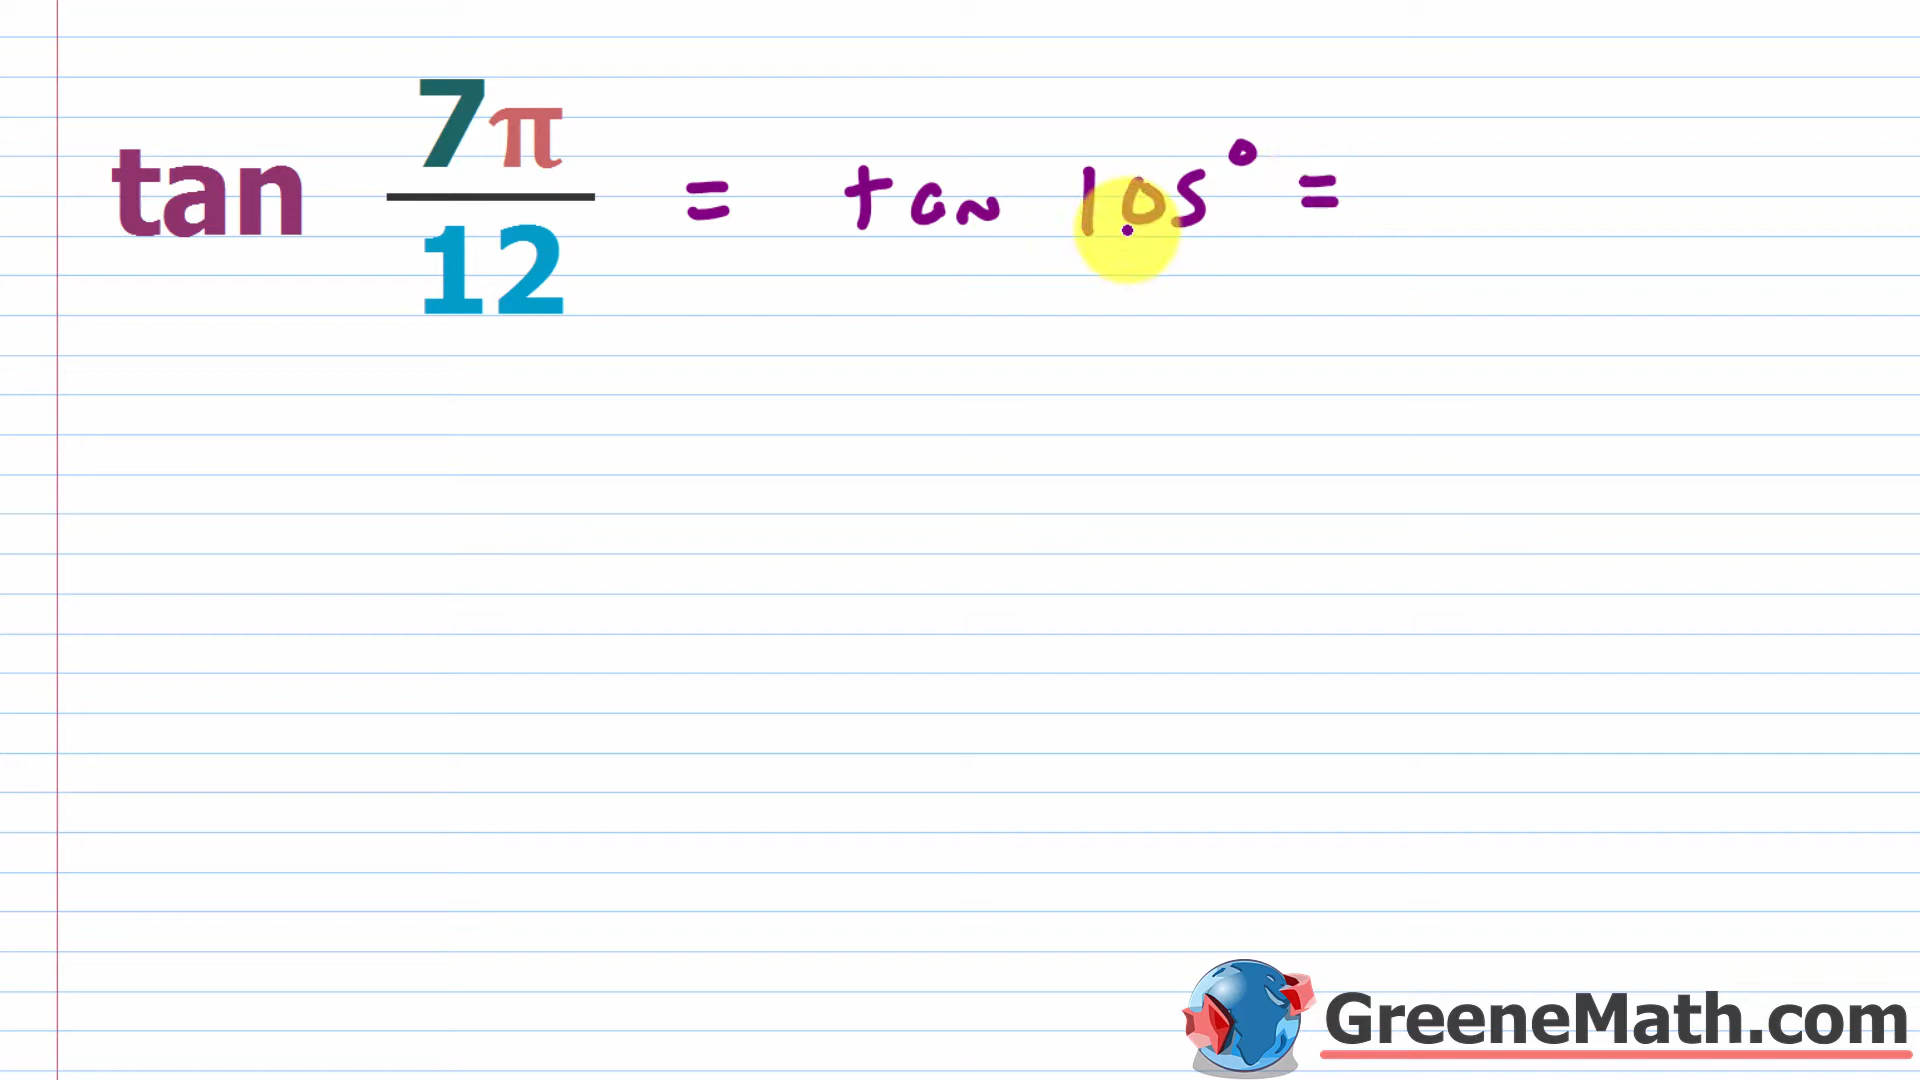 tan 7π/12 = tan 105° =
GreeneMath.com